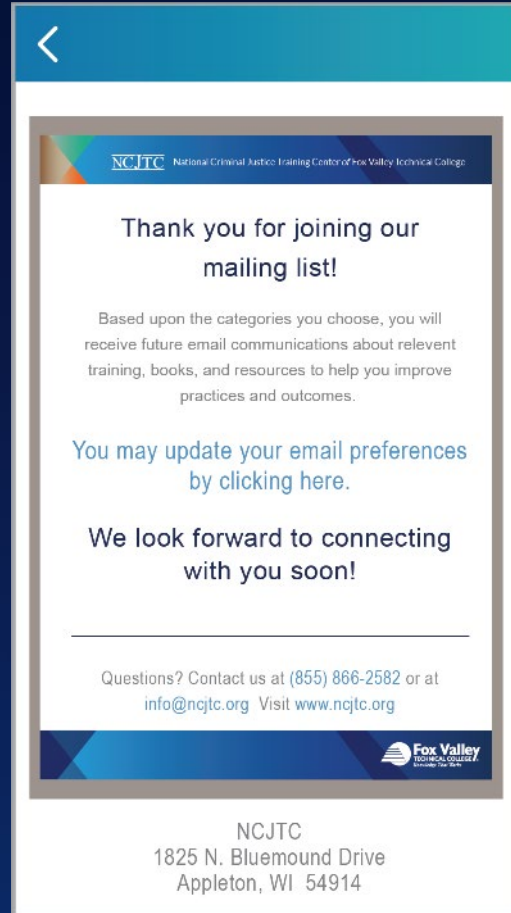 NCJTC National Criminal Justice Training Center of Fox Valley Technical College
Thank you for joining our
mailing list!
Based upon the categories you choose, you will
receive future email communications about relevent
training, books, and resources to help you improve
practices and outcomes.
You may update your email preferences
by clicking here.
We look forward to connecting
with you soon!
Questions? Contact us at (855) 866-2582 or at
info@ncjtc.org Visit www.ncjtc.org
Fox Valley
TECHNICAL COLLEGE
Knowledge That Works
NCJTC
1825 N. Bluemound Drive
Appleton, WI 54914